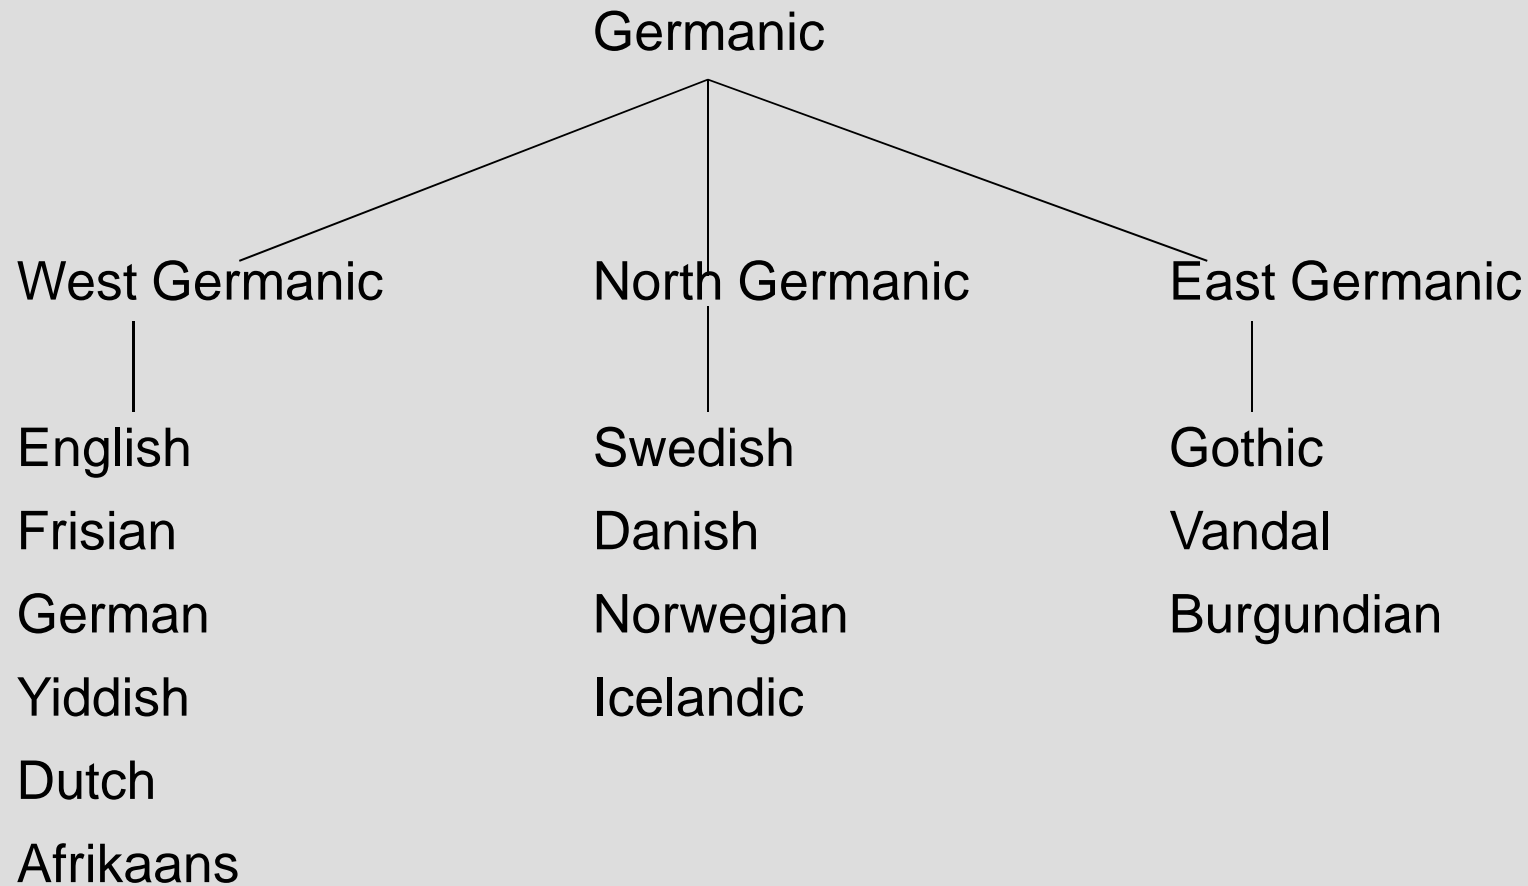 Germanic
West Germanic North Germanic East Germanic
English Swedish Gothic
Frisian Danish Vandal
German Norwegian Burgundian
Yiddish Icelandic
Dutch
Afrikaans